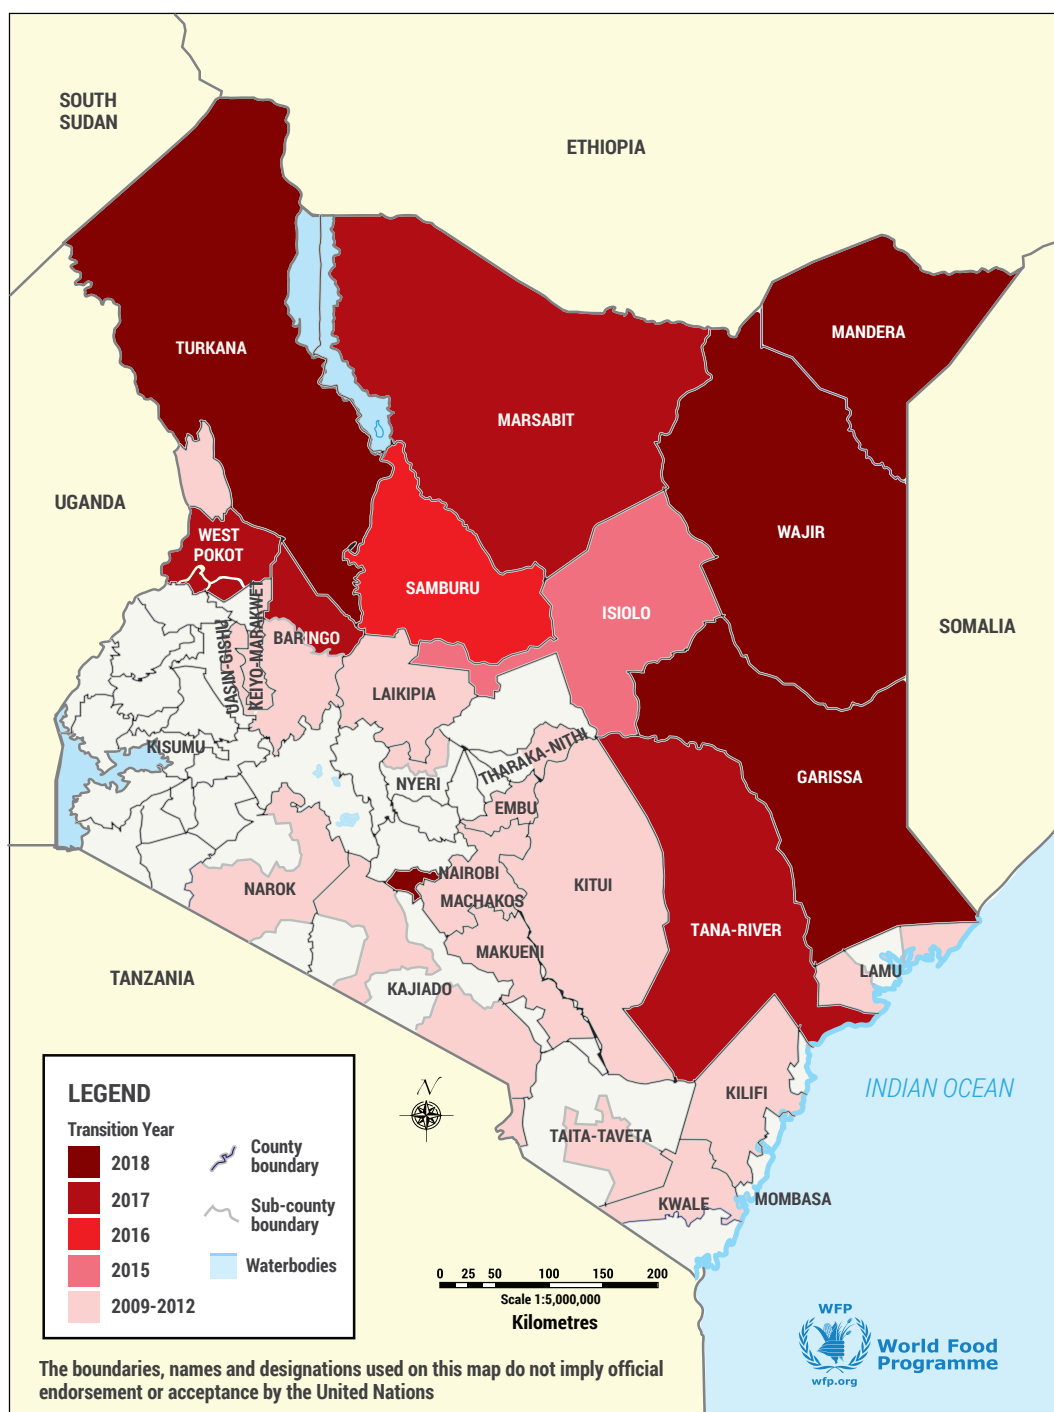 SOUTH
SUDAN
ETHIOPIA
MANDERA
TURKANA
MARSABIT
UGANDA
WAJIR
WEST
POKOT
SAMBURU
ISIOLO
SOMALIA
BARINGO
UASIN-GISHU
KEIYO-MARAKWET
LAIKIPIA
KISUMU
THARAKA-NITHI
NYERI
GARISSA
EMBU
NAIROBI
NAROK
KITUI
MACHAKOS
TANA-RIVER
MAKUENI
LAMU
TANZANIA
KAJIADO
INDIAN OCEAN
KILIFI
TAITA-TAVETA
MOMBASA
KWALE
N
LEGEND
Transition Year
2018
2017
2016
2015
2009-2012
County
boundary
Sub-county
boundary
Waterbodies
0 25 50 100 150 200
Scale 1:5,000,000
Kilometres
WFP
wfp.org
World Food
Programme
The boundaries, names and designations used on this map do not imply official
endorsement or acceptance by the United Nations